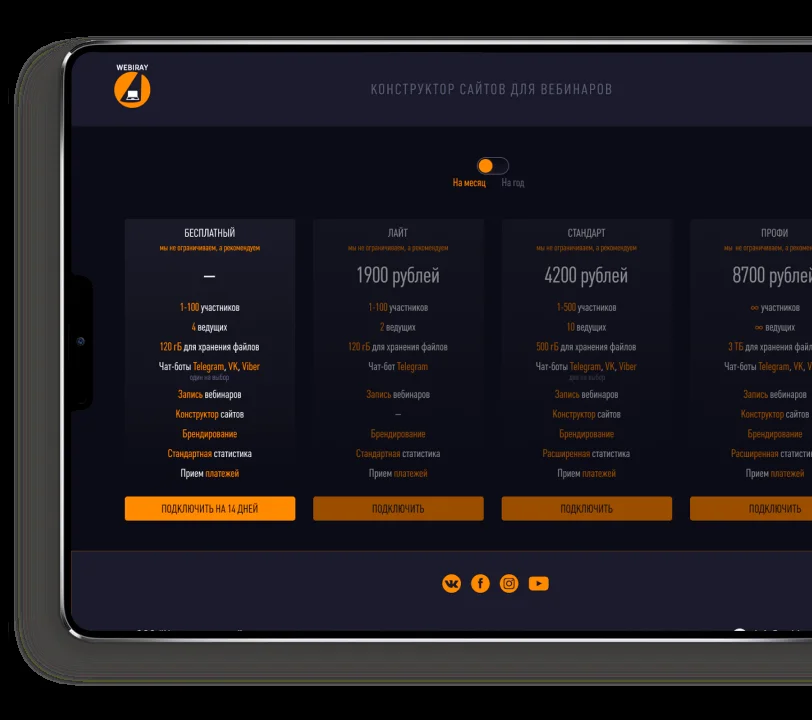 WEBIRAY
КОНСТРУКТОР САЙТОВ ДЛЯ ВЕБИНАРОВ
На месяц На год
БЕСПЛАТНЫЙ
мы не ограничиваем, а рекомендуем
—
1-100 участников
4 ведущих
120 гБ для хранения файлов
Чат-боты Telegram, VK, Viber
один на выбор
Запись вебинаров
Конструктор сайтов
Брендирование
Стандартная статистика
Прием платежей
ПОДКЛЮЧИТЬ НА 14 ДНЕЙ
ЛАЙТ
мы не ограничиваем, а рекомендуем
1900 рублей
1-100 участников
2 ведущих
120 гБ для хранения файлов
Чат-бот Telegram
Запись вебинаров
—
Брендирование
Стандартная статистика
Прием платежей
ПОДКЛЮЧИТЬ
СТАНДАРТ
мы не ограничиваем, а рекомендуем
4200 рублей
1-500 участников
10 ведущих
500 гБ для хранения файлов
Чат-боты Telegram, VK, Viber
два на выбор
Запись вебинаров
Конструктор сайтов
Брендирование
Расширенная статистика
Прием платежей
ПОДКЛЮЧИТЬ
ПРОФИ
мы не ограничиваем, а рекомен
8700 рубле
∞ участников
∞ ведущих
3 ТБ для хранения файл
Чат-боты Telegram, VK, V
Запись вебинаров
Конструктор сайтов
Брендирование
Расширенная статисти
Прием платежей
ПОДКЛЮЧИТЬ